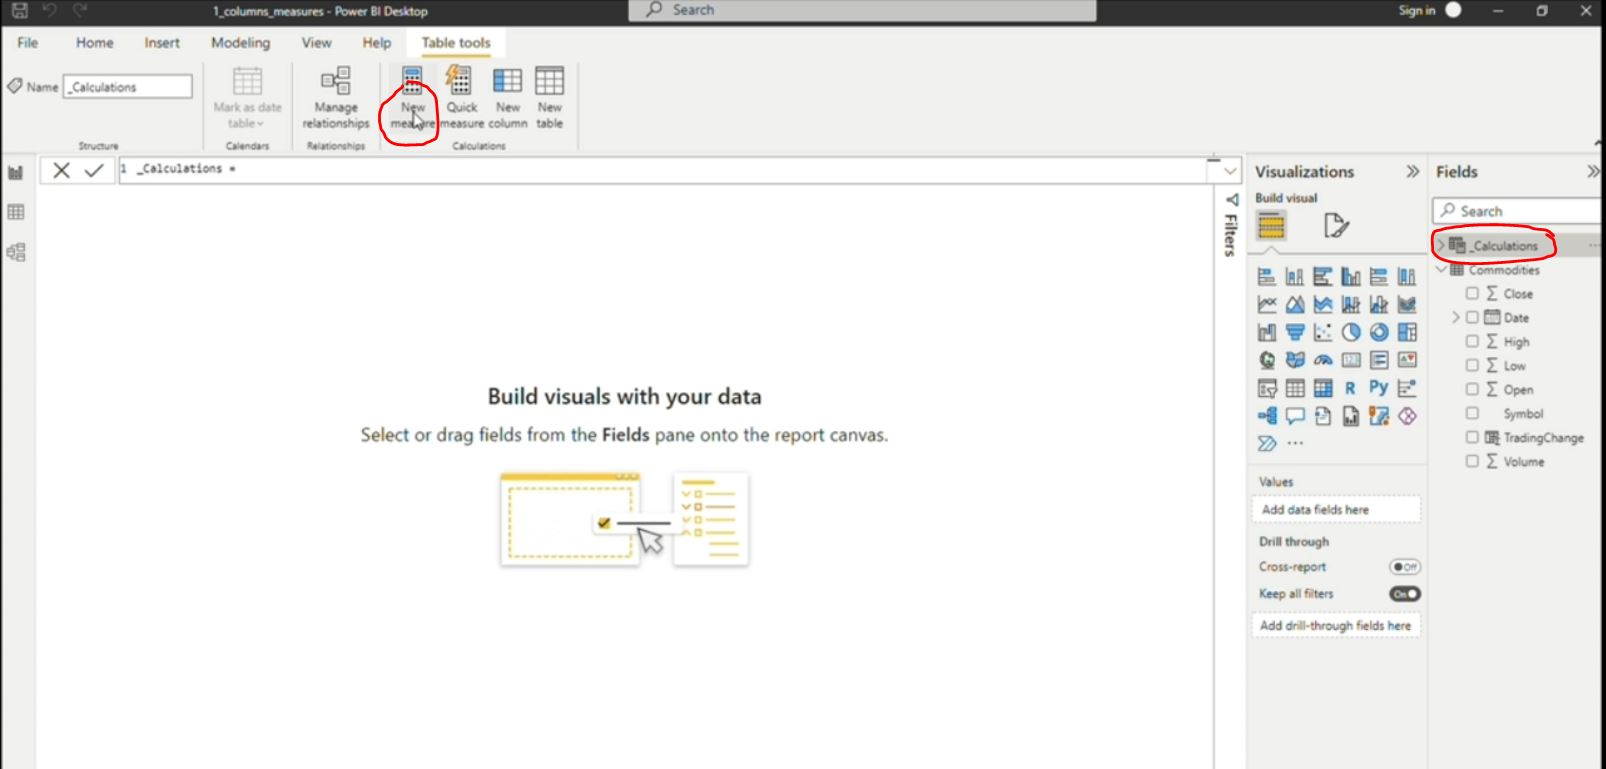 1_columns_measures - Power BI Desktop
Search
Sign in
File Home Insert Modeling View Help Table tools
Name _Calculations
Mark as date table
Manage relationships
New measure
Quick measure
New column
New table
Structure Calendars Relationships Calculations
1 _Calculations =
Filters
Visualizations
Build visual
R Py
123
Values
Add data fields here
Drill through
Cross-report Off
Keep all filters On
Add drill-through fields here
Fields
Search
_Calculations
Commodities
Close
Date
High
Low
Open
Symbol
TradingChange
Volume
Build visuals with your data
Select or drag fields from the Fields pane onto the report canvas.